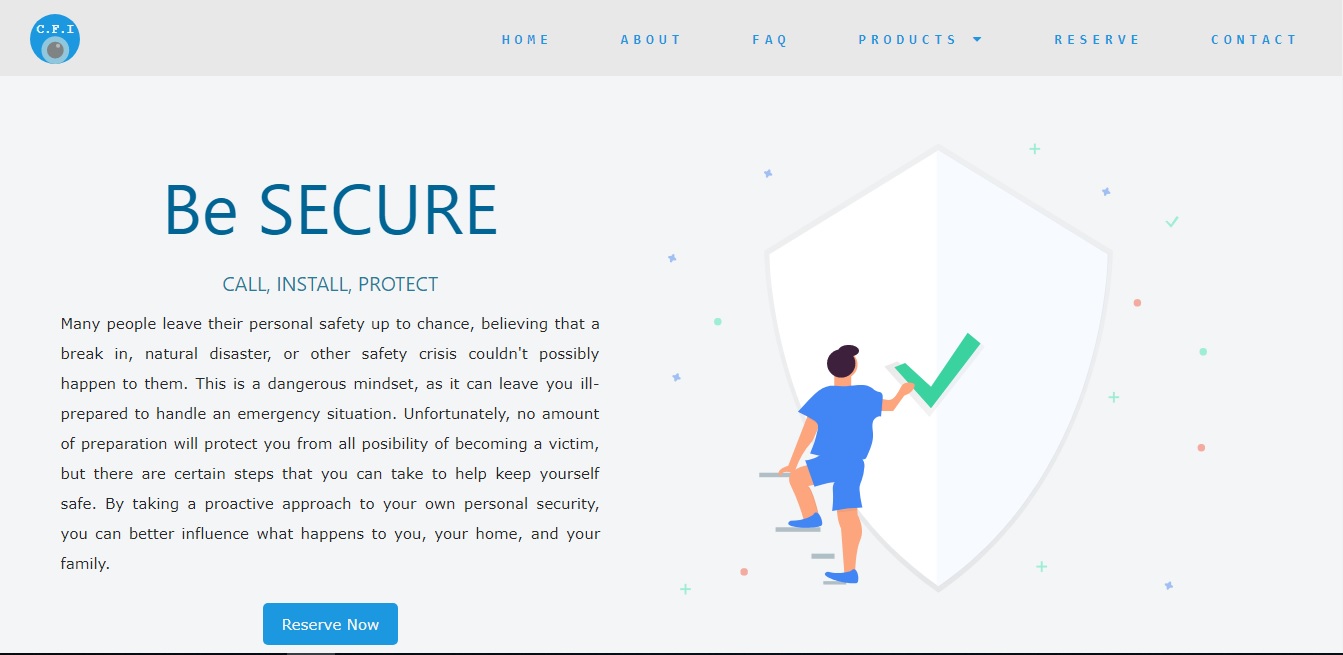 C.F.I
HOME ABOUT FAQ PRODUCTS RESERVE CONTACT
Be SECURE
CALL, INSTALL, PROTECT
Many people leave their personal safety up to chance, believing that a
break in, natural disaster, or other safety crisis couldn't possibly
happen to them. This is a dangerous mindset, as it can leave you ill-
prepared to handle an emergency situation. Unfortunately, no amount
of preparation will protect you from all posibility of becoming a victim,
but there are certain steps that you can take to help keep yourself
safe. By taking a proactive approach to your own personal security,
you can better influence what happens to you, your home, and your
family.
Reserve Now